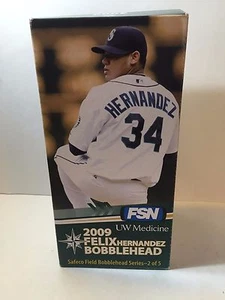 HERNANDEZ
34
FSN
UW Medicine
2009
FELIX HERNANDEZ
BOBBLEHEAD
Safeco Field Bobblehead Series-2 of 5